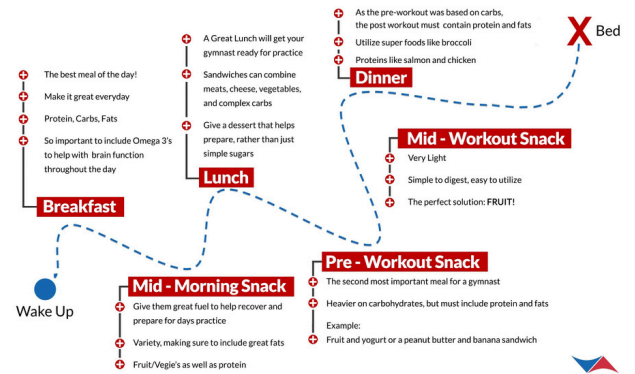 Wake Up
The best meal of the day!
Make it great everyday
Protein, Carbs, Fats
So important to include Omega 3's
to help with brain function
throughout the day
Breakfast
Mid - Morning Snack
Give them great fuel to help recover and
prepare for days practice
Variety, making sure to include great fats
Fruit/Vegie's as well as protein
A Great Lunch will get your
gymnast ready for practice
Sandwiches can combine
meats, cheese, vegetables,
and complex carbs
Give a dessert that helps
prepare, rather than just
simple sugars
Lunch
Pre - Workout Snack
The second most important meal for a gymnast
Heavier on carbohydrates, but must include protein and fats
Example:
Fruit and yogurt or a peanut butter and banana sandwich
Mid - Workout Snack
Very Light
Simple to digest, easy to utilize
The perfect solution: FRUIT!
As the pre-workout was based on carbs,
the post workout must contain protein and fats
Utilize super foods like broccoli
Proteins like salmon and chicken
Dinner
X Bed